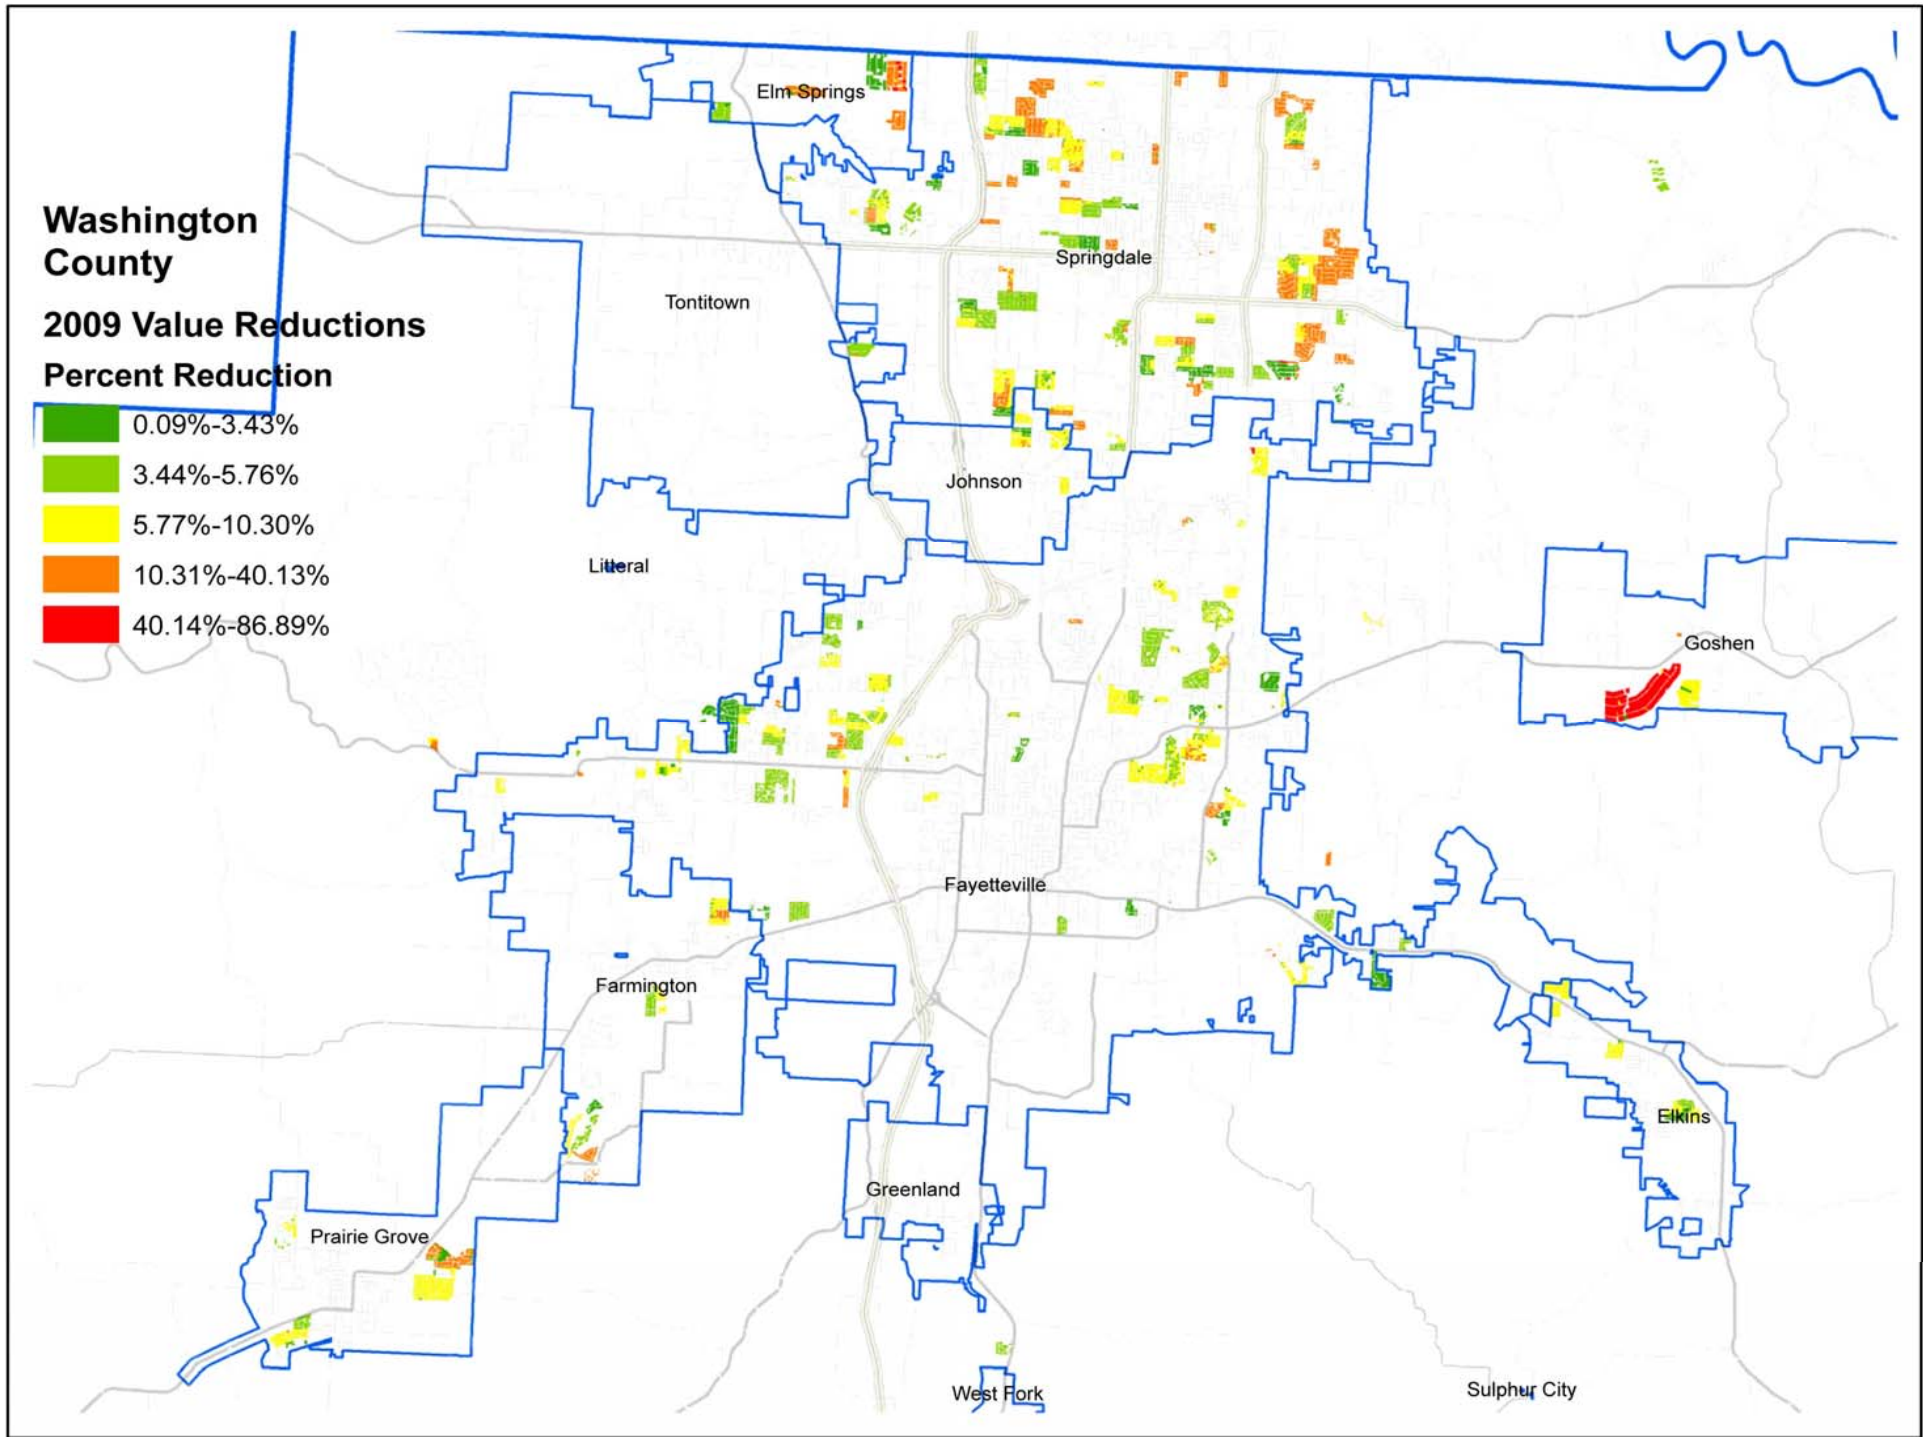 Washington
County
2009 Value Reductions
Percent Reduction
0.09%-3.43%
3.44%-5.76%
5.77%-10.30%
10.31%-40.13%
40.14%-86.89%
Elm Springs
Springdale
Tontitown
Johnson
Litteral
Goshen
Fayetteville
Farmington
Elkins
Greenland
Prairie Grove
West Fork
Sulphur City